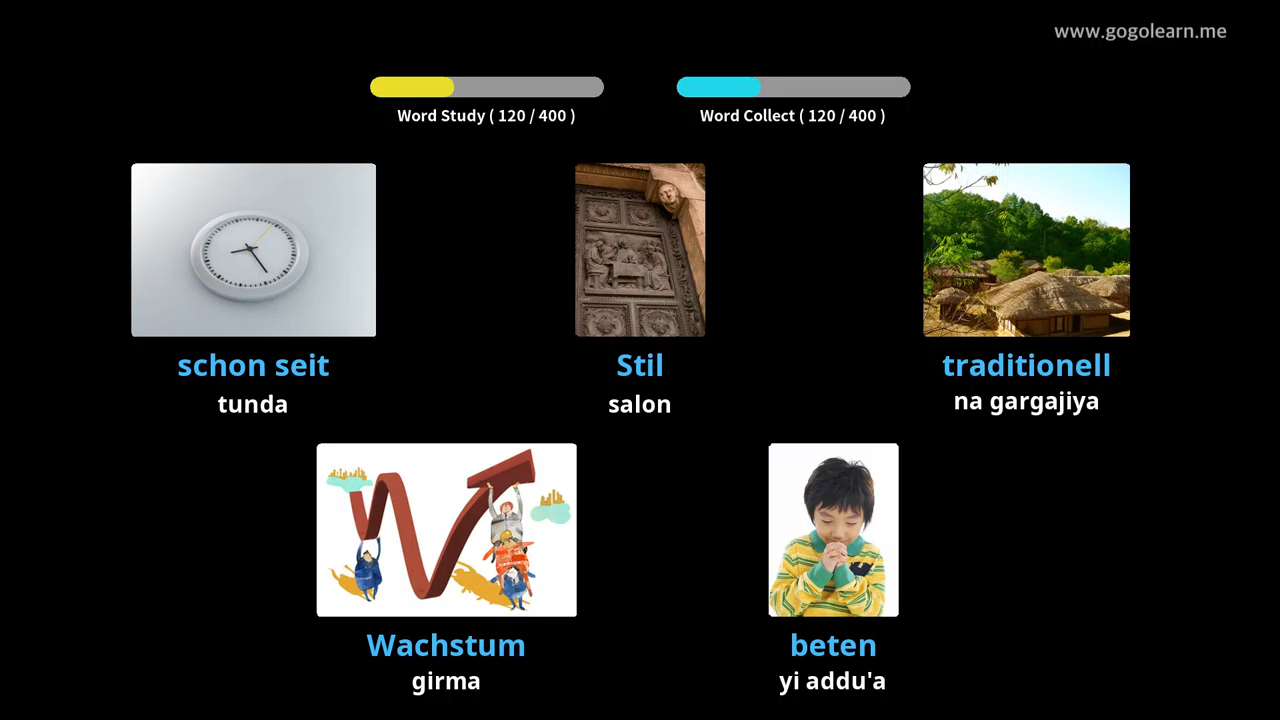 www.gogolearn.me
Word Study ( 120 / 400 )
Word Collect ( 120 / 400 )
schon seit
tunda
Stil
salon
traditionell
na gargajiya
Wachstum
girma
beten
yi addu'a